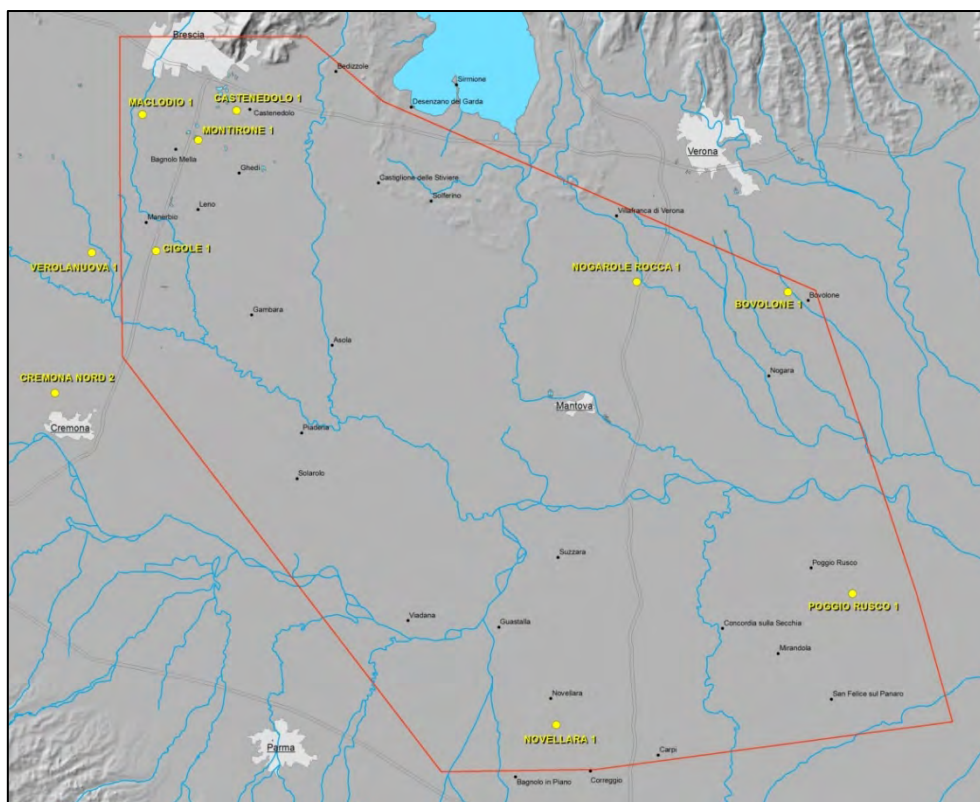 Brescia
Bedizzole
Sirmione
MACLODIO 1
CASTENEDOLO 1
Castenedolo
Desenzano del Garda
MONTIRONE 1
Verona
Bagnolo Mella
Ghedi
Castiglione delle Stiviere
Solferino
Leno
Manerbio
Villafranca di Verona
VEROLANUOVA 1
CIGOLE 1
NOGAROLE ROCCA 1
BOVOLONE 1
Bovolone
Gambara
Asola
Nogara
CREMONA NORD 2
Mantova
Cremona
Piadena
Solarolo
Suzzara
Poggio Rusco
POGGIO RUSCO 1
Viadana
Guastalla
Concordia sulla Secchia
Mirandola
Novellara
San Felice sul Panaro
NOVELLARA 1
Parma
Carpi
Bagnolo in Piano
Correggio